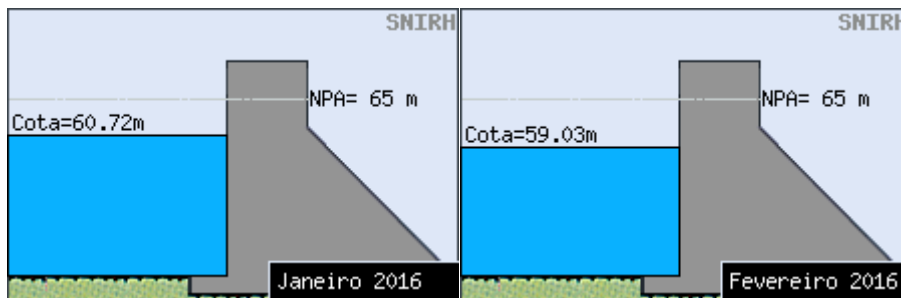 SNIRH
NPA= 65 m
Cota=60.72m
Janeiro 2016
SNIRH
NPA= 65 m
Cota=59.03m
Fevereiro 2016